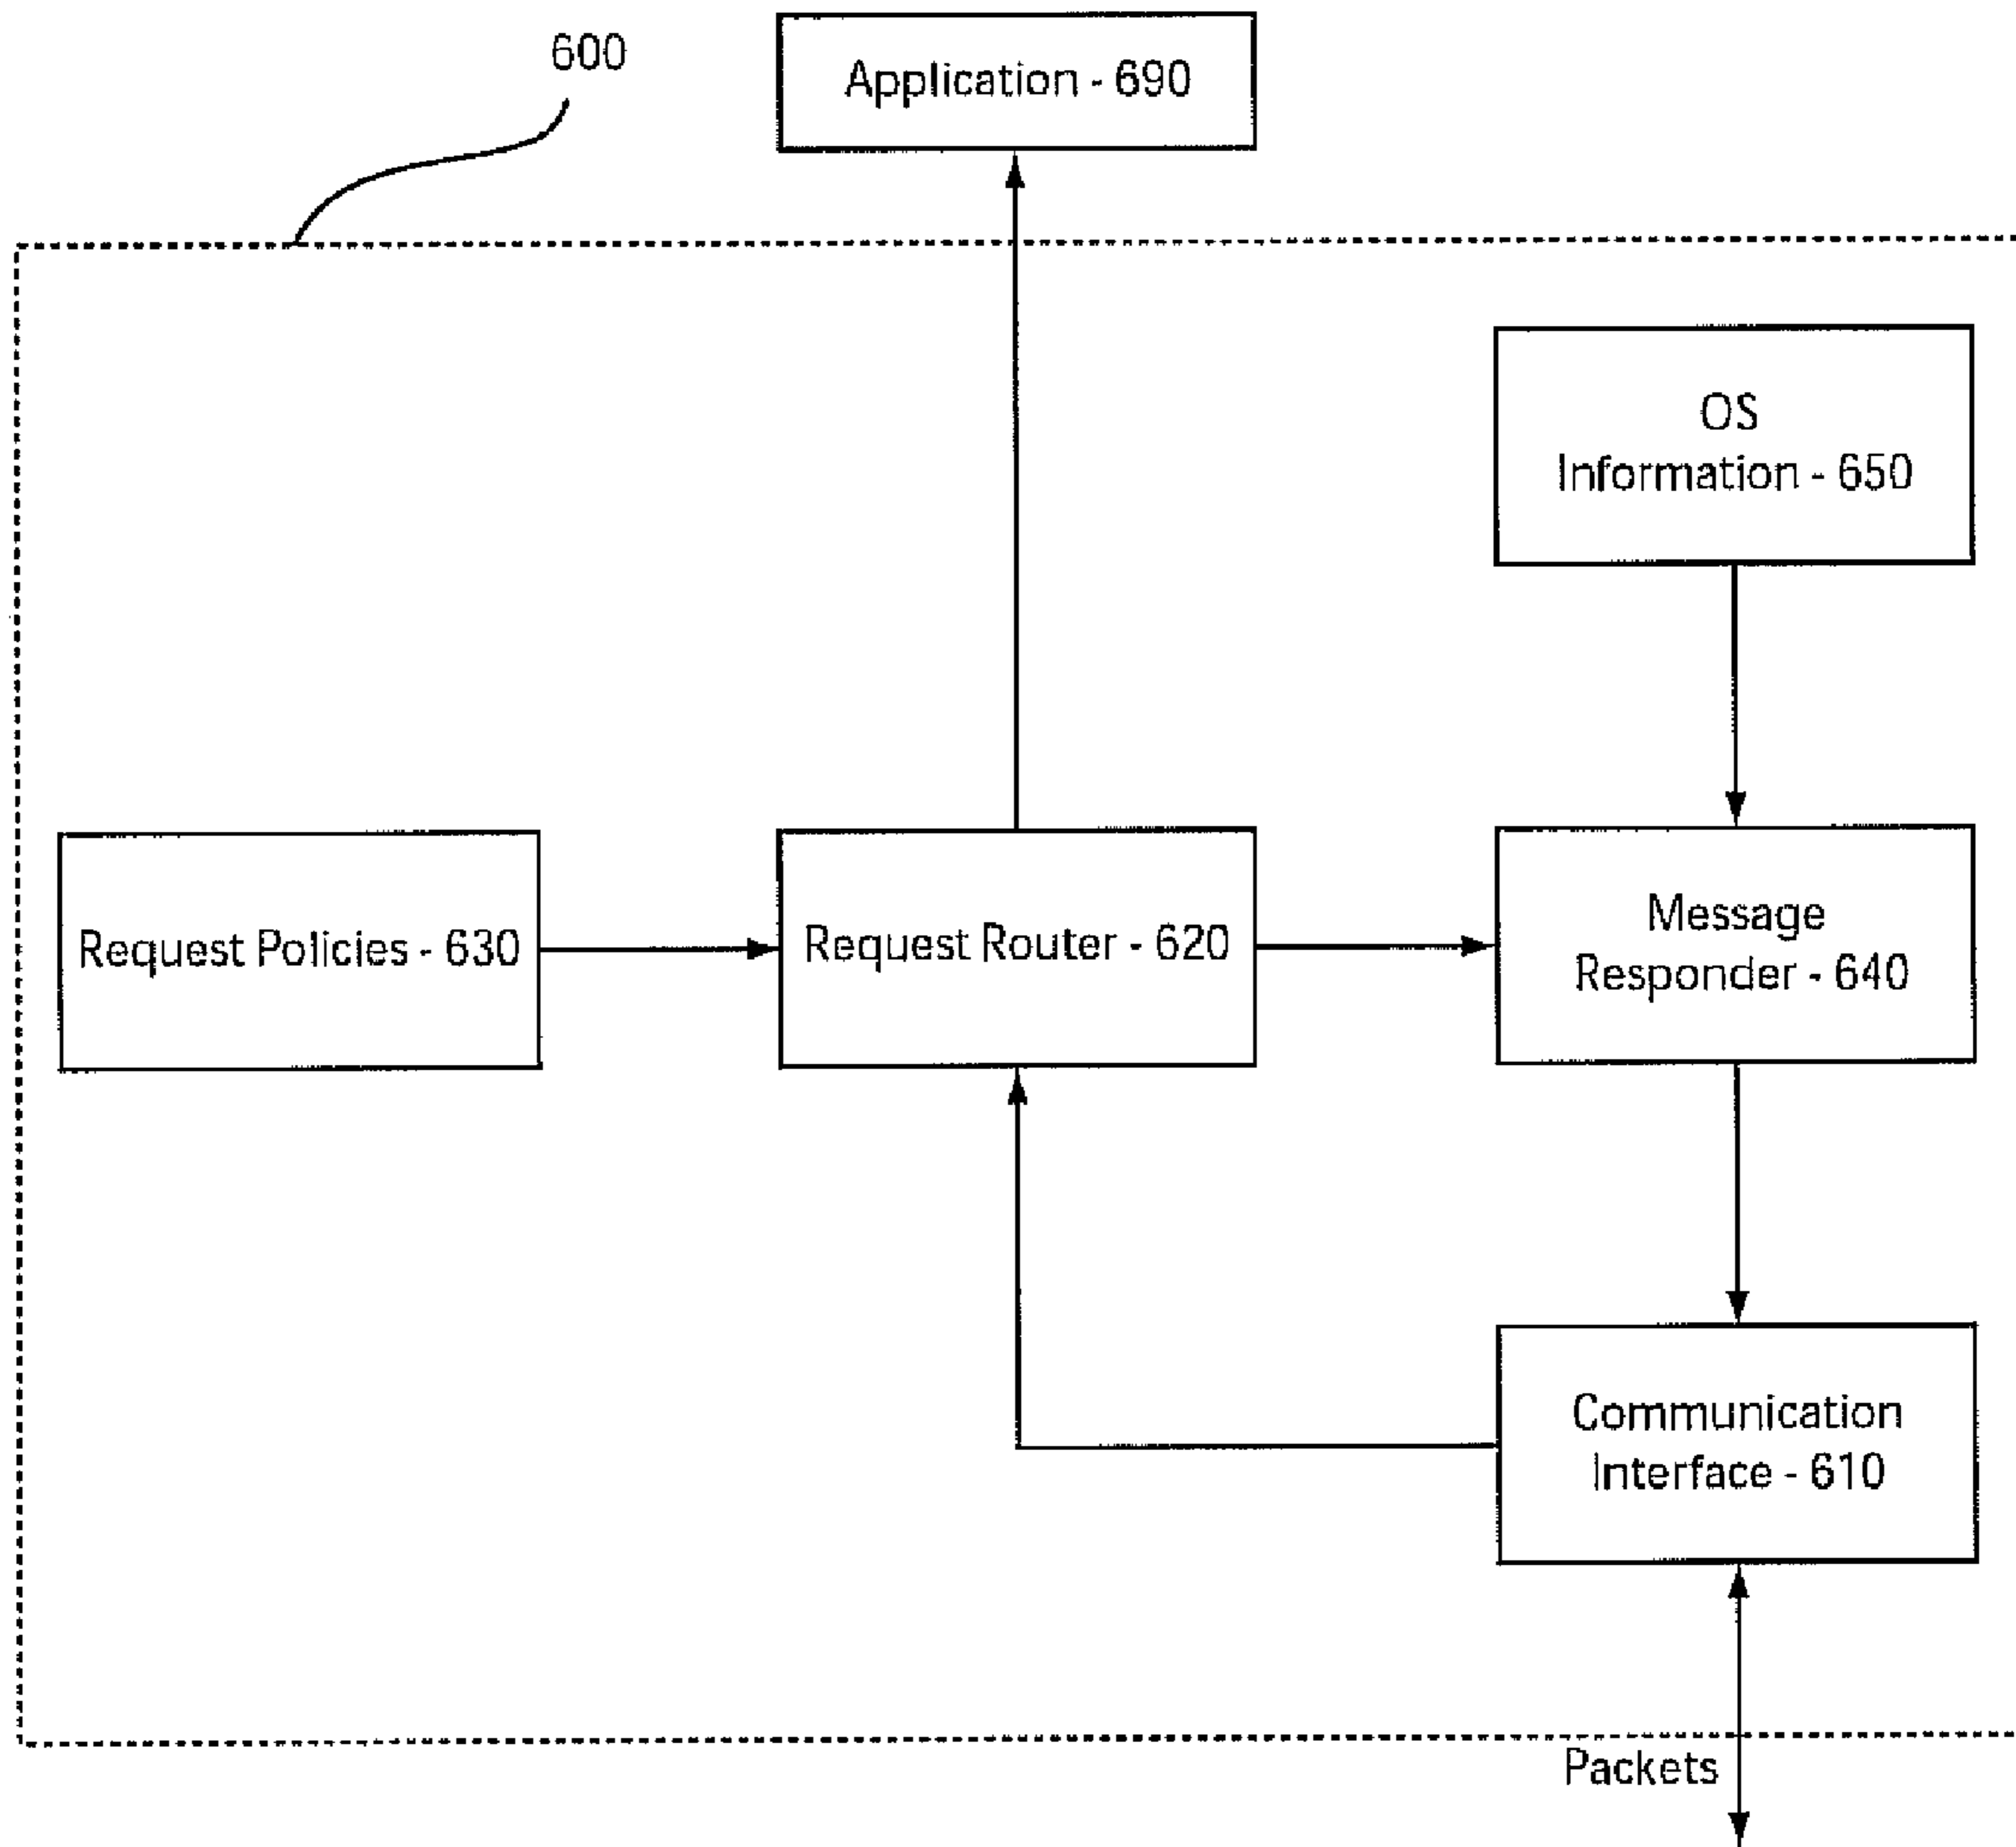 600
Application - 690
OS
Information - 650
Request Policies - 630
Request Router - 620
Message
Responder - 640
Communication
Interface - 610
Packets